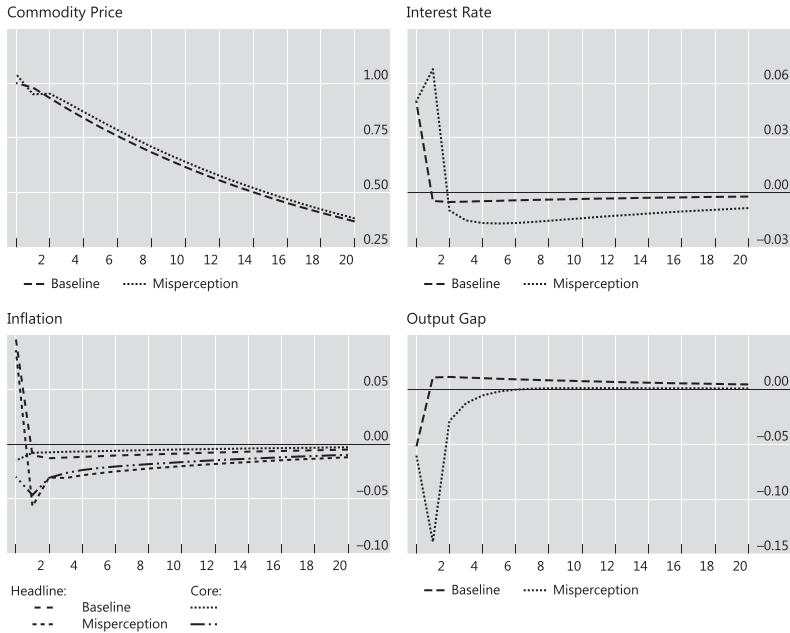 Commodity Price
1.00
0.75
0.50
0.25
2 4 6 8 10 12 14 16 18 20
Baseline Misperception
Interest Rate
0.06
0.03
0.00
–0.03
2 4 6 8 10 12 14 16 18 20
Baseline Misperception
Inflation
0.05
0.00
–0.05
–0.10
2 4 6 8 10 12 14 16 18 20
Headline: Core:
Baseline
Misperception
Output Gap
0.00
–0.05
–0.10
–0.15
2 4 6 8 10 12 14 16 18 20
Baseline Misperception